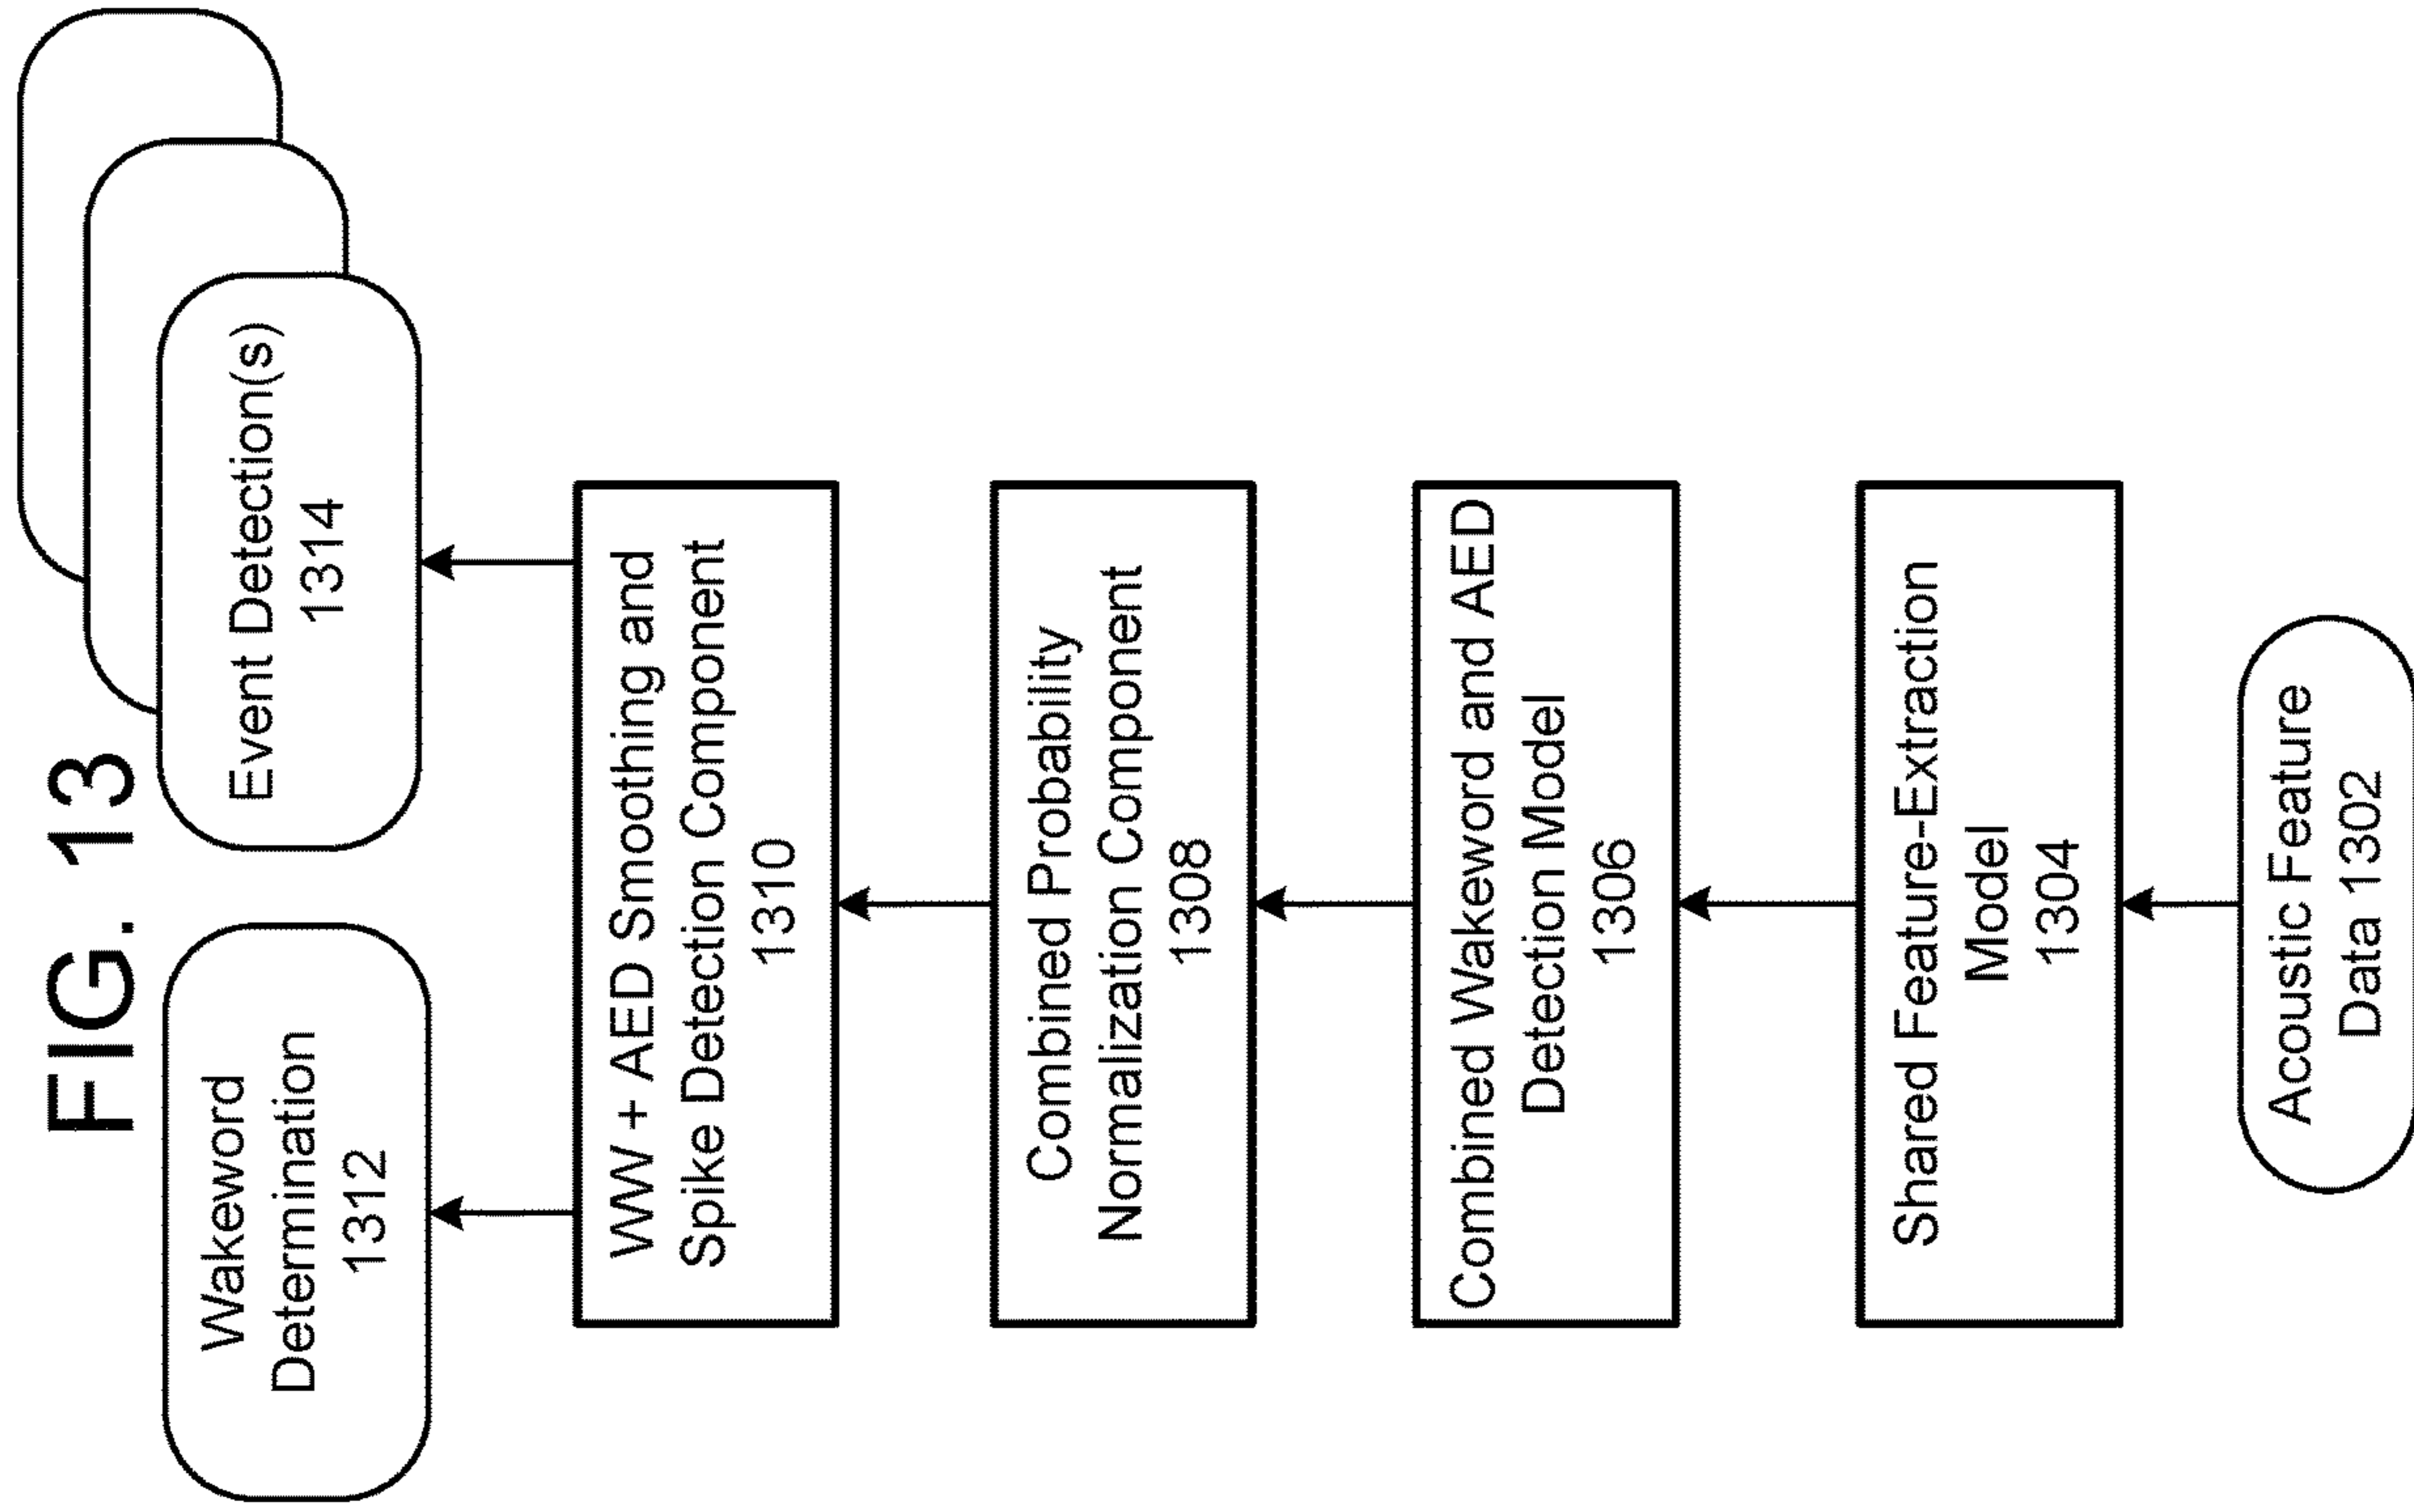 FIG. 13
Wakeword
Determination
1312
Event Detection(s)
1314
WW + AED Smoothing and
Spike Detection Component
1310
Combined Probability
Normalization Component
1308
Combined Wakeword and AED
Detection Model
1306
Shared Feature-Extraction
Model
1304
Acoustic Feature
Data 1302